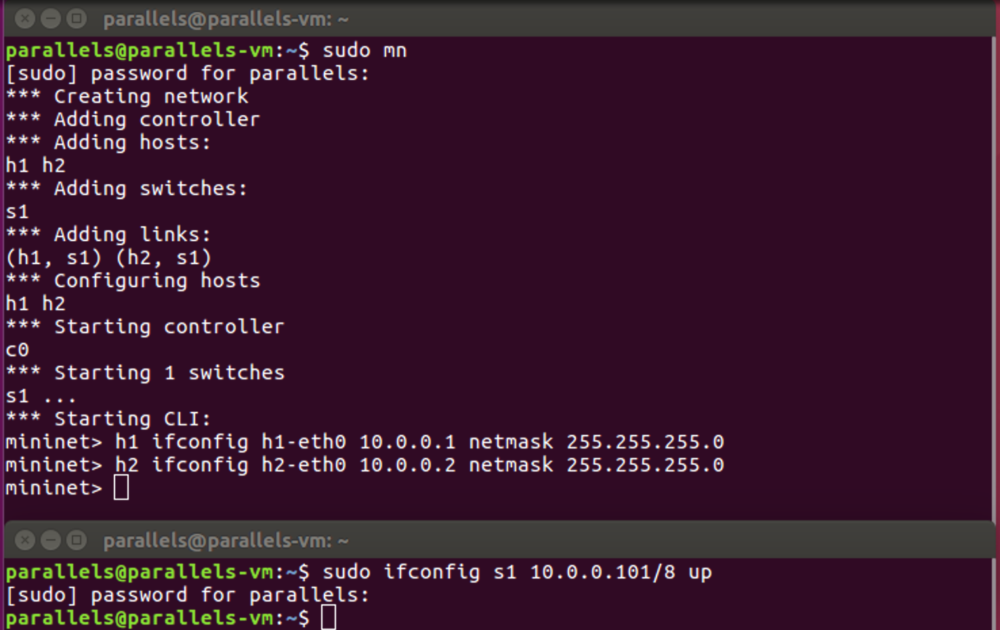 parallels@parallels-vm: ~
parallels@parallels-vm:~$ sudo mn
[sudo] password for parallels:
*** Creating network
*** Adding controller
*** Adding hosts:
h1 h2
*** Adding switches:
s1
*** Adding links:
(h1, s1) (h2, s1)
*** Configuring hosts
h1 h2
*** Starting controller
c0
*** Starting 1 switches
s1 ...
*** Starting CLI:
mininet> h1 ifconfig h1-eth0 10.0.0.1 netmask 255.255.255.0
mininet> h2 ifconfig h2-eth0 10.0.0.2 netmask 255.255.255.0
mininet>
parallels@parallels-vm: ~
parallels@parallels-vm:~$ sudo ifconfig s1 10.0.0.101/8 up
[sudo] password for parallels:
parallels@parallels-vm:~$